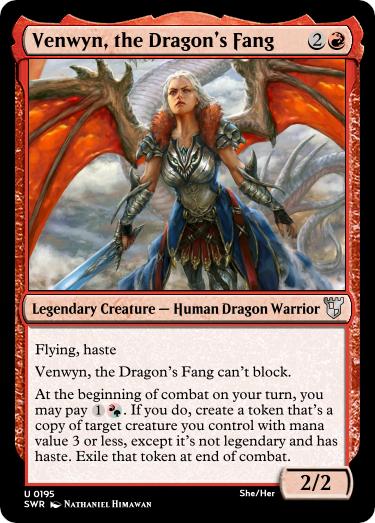 Venwyn, the Dragon's Fang 2
Legendary Creature — Human Dragon Warrior
Flying, haste
Venwyn, the Dragon's Fang can't block.
At the beginning of combat on your turn, you
may pay 1 . If you do, create a token that's a
copy of target creature you control with mana
value 3 or less, except it's not legendary and has
haste. Exile that token at end of combat.
2/2
U 0195 She/Her
SWR Nathaniel Himawan